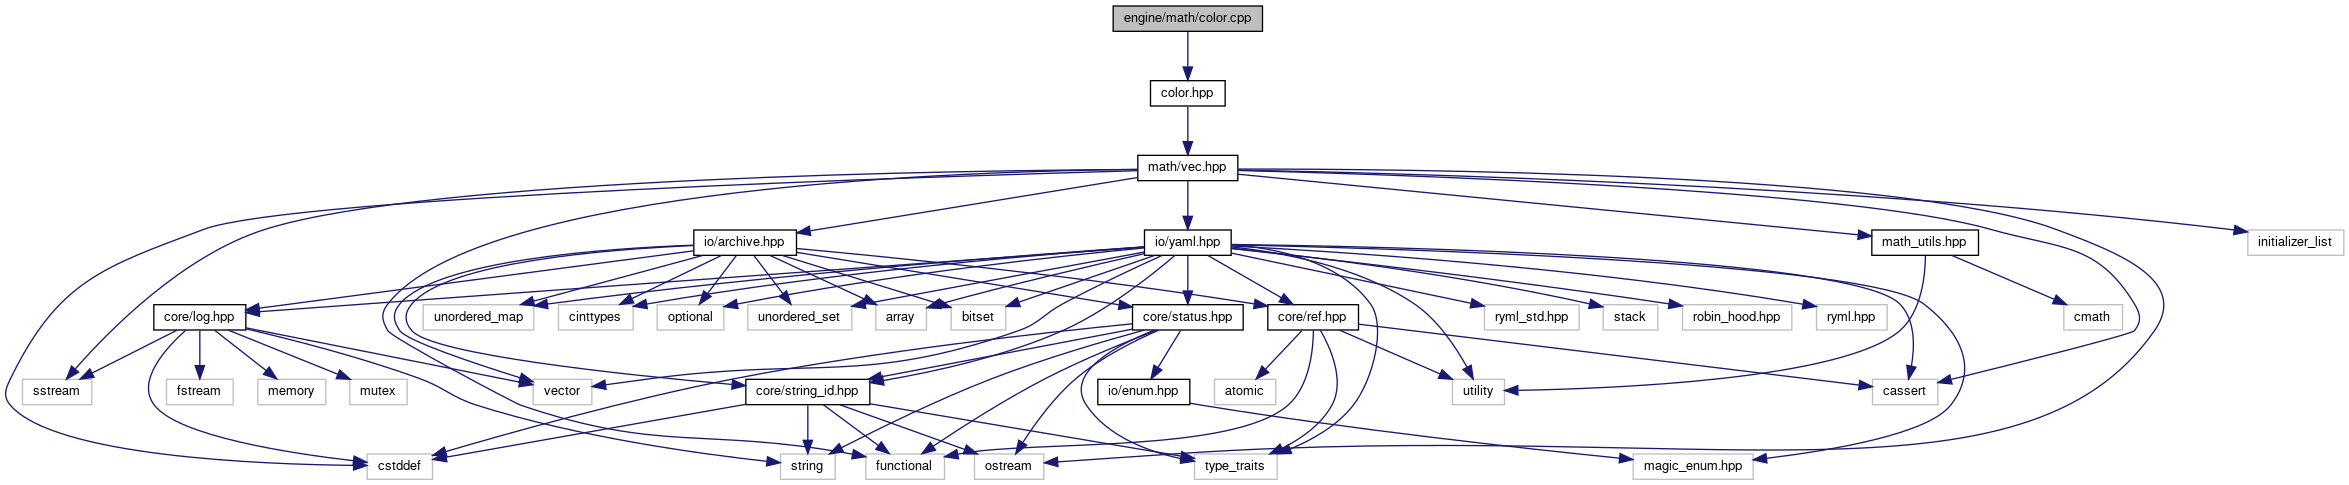 engine/math/color.cpp
color.hpp
math/vec.hpp
io/archive.hpp
io/yaml.hpp
math_utils.hpp
initializer_list
core/log.hpp
unordered_map
cinttypes
optional
unordered_set
array
bitset
core/status.hpp
core/ref.hpp
ryml_std.hpp
stack
robin_hood.hpp
ryml.hpp
cmath
sstream
fstream
memory
mutex
vector
core/string_id.hpp
io/enum.hpp
atomic
utility
cassert
cstddef
string
functional
ostream
type_traits
magic_enum.hpp